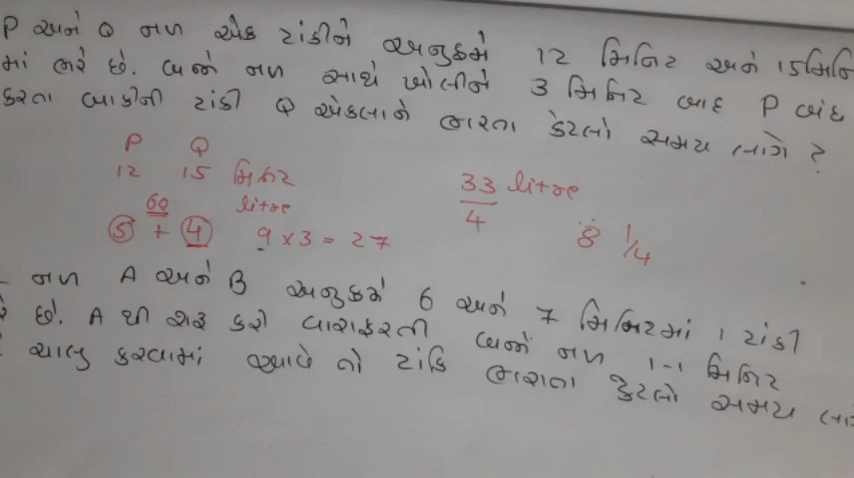 P અને Q નળ એક ટાંકીને અનુક્રમે 12 મિનિટ અને 15 મિનિ
માં ભરે છે. બન્ને નળ સાથે ખોલીને 3 મિનિટ બાદ P બંધ
કરતા બાકીની ટાંકી Q એકલાને ભરતા કેટલો સમય લાગે ?
P Q
12 15 મિનિટ
60 litre
5 + 4 9 x 3 = 27
33 litre
4
8 1/4
નળ A અને B અનુક્રમે 6 અને 7 મિનિટમાં 1 ટાંકી
છે. A થી શરૂ કરી વારાફરતી બન્ને નળ 1-1 મિનિટ
ચાલુ કરવામાં આવે તો ટાંકિ ભરાતા કેટલો સમય લા